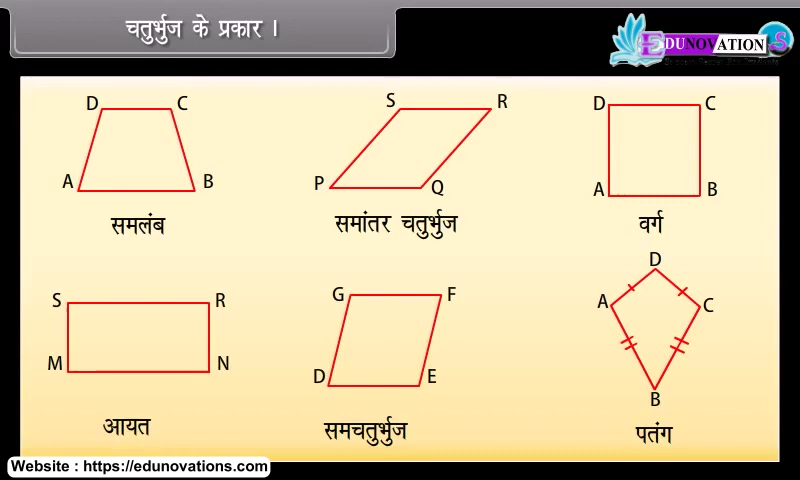 चतुर्भुज के प्रकार।
EDUNOVATIONS
D C
A B
समलंब
S R
P Q
समांतर चतुर्भुज
D C
A B
वर्ग
S R
M N
आयत
G F
D E
समचतुर्भुज
D
A C
B
पतंग
Website : https://edunovations.com